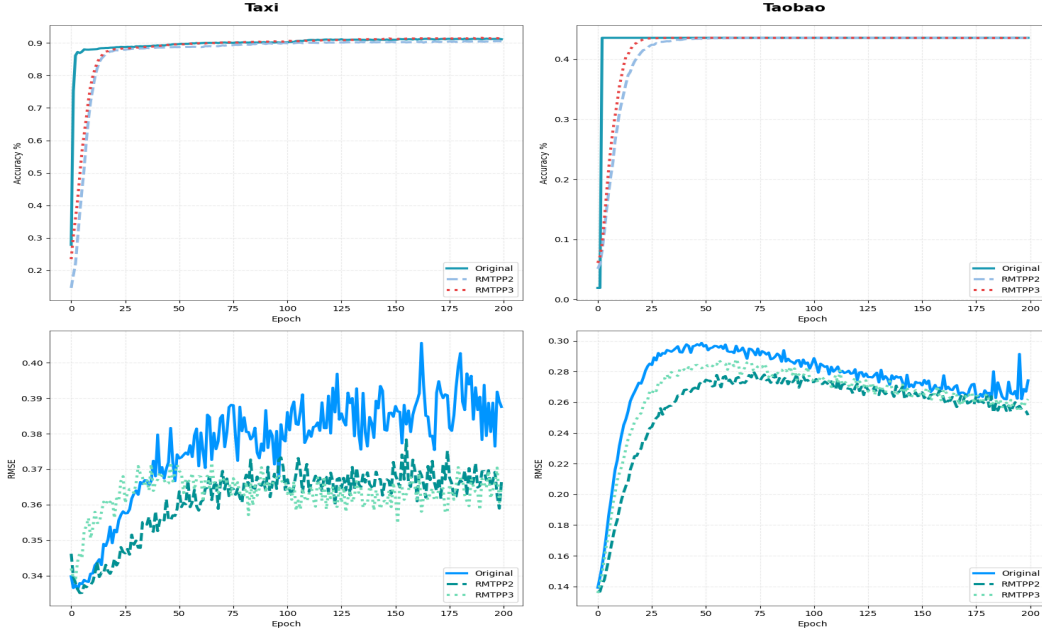 Taxi
Accuracy %
0.9
0.8
0.7
0.6
0.5
0.4
0.3
0.2
0 25 50 75 100 125 150 175 200
Epoch
Original
RMTPP2
RMTPP3
Taobao
Accuracy %
0.4
0.3
0.2
0.1
0.0
0 25 50 75 100 125 150 175 200
Epoch
Original
RMTPP2
RMTPP3
RMSE
0.40
0.39
0.38
0.37
0.36
0.35
0.34
0 25 50 75 100 125 150 175 200
Epoch
Original
RMTPP2
RMTPP3
RMSE
0.30
0.28
0.26
0.24
0.22
0.20
0.18
0.16
0.14
0 25 50 75 100 125 150 175 200
Epoch
Original
RMTPP2
RMTPP3